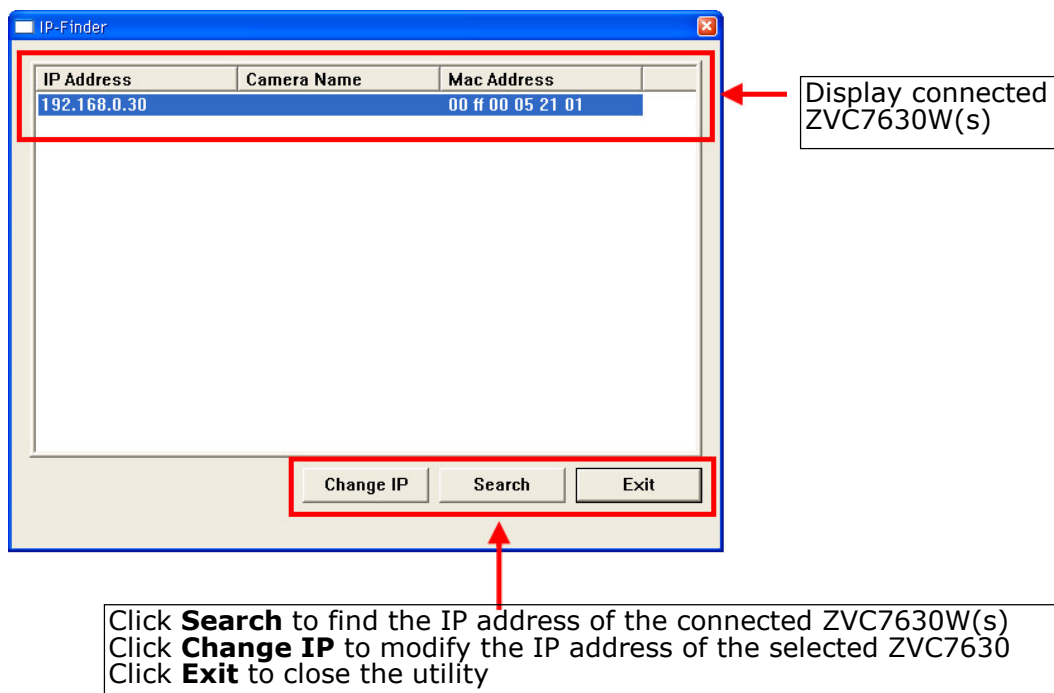 IP-Finder
IP Address Camera Name Mac Address
192.168.0.30 00 ff 00 05 21 01
Display connected
ZVC7630W(s)
Change IP Search Exit
Click Search to find the IP address of the connected ZVC7630W(s)
Click Change IP to modify the IP address of the selected ZVC7630
Click Exit to close the utility